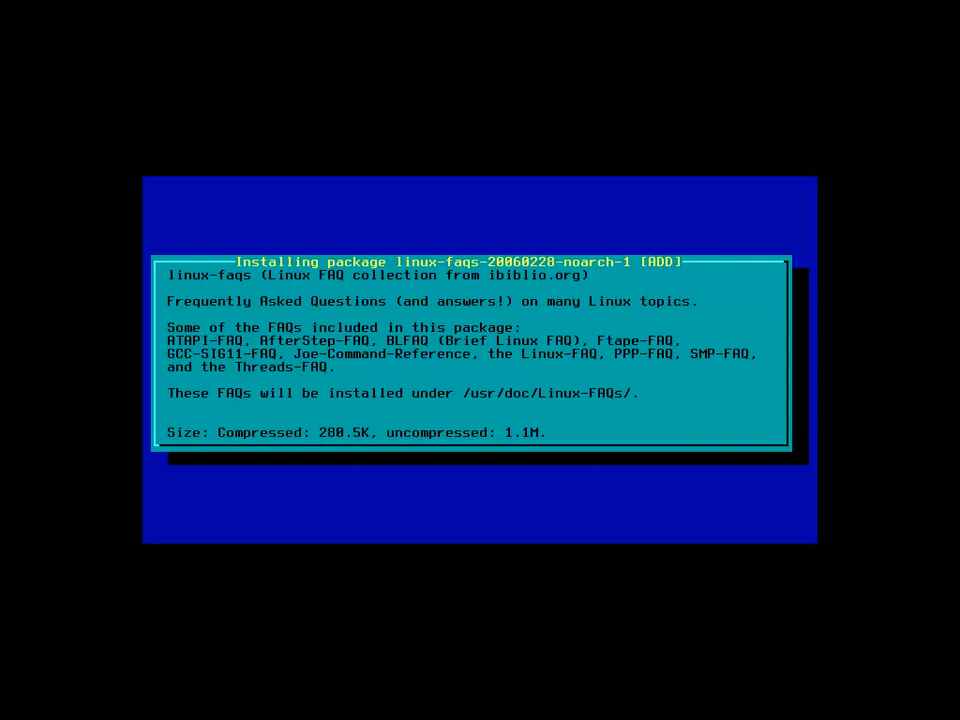 Installing package linux-faqs-20060228-noarch-1 [ADD]
linux-faqs (Linux FAQ collection from ibiblio.org)
Frequently Asked Questions (and answers!) on many Linux topics.
Some of the FAQs included in this package:
ATAPI-FAQ, AfterStep-FAQ, BLFAQ (Brief Linux FAQ), Ftape-FAQ,
GCC-SIG11-FAQ, Joe-Command-Reference, the Linux-FAQ, PPP-FAQ, SMP-FAQ,
and the Threads-FAQ.
These FAQs will be installed under /usr/doc/Linux-FAQs/.
Size: Compressed: 280.5K, uncompressed: 1.1M.